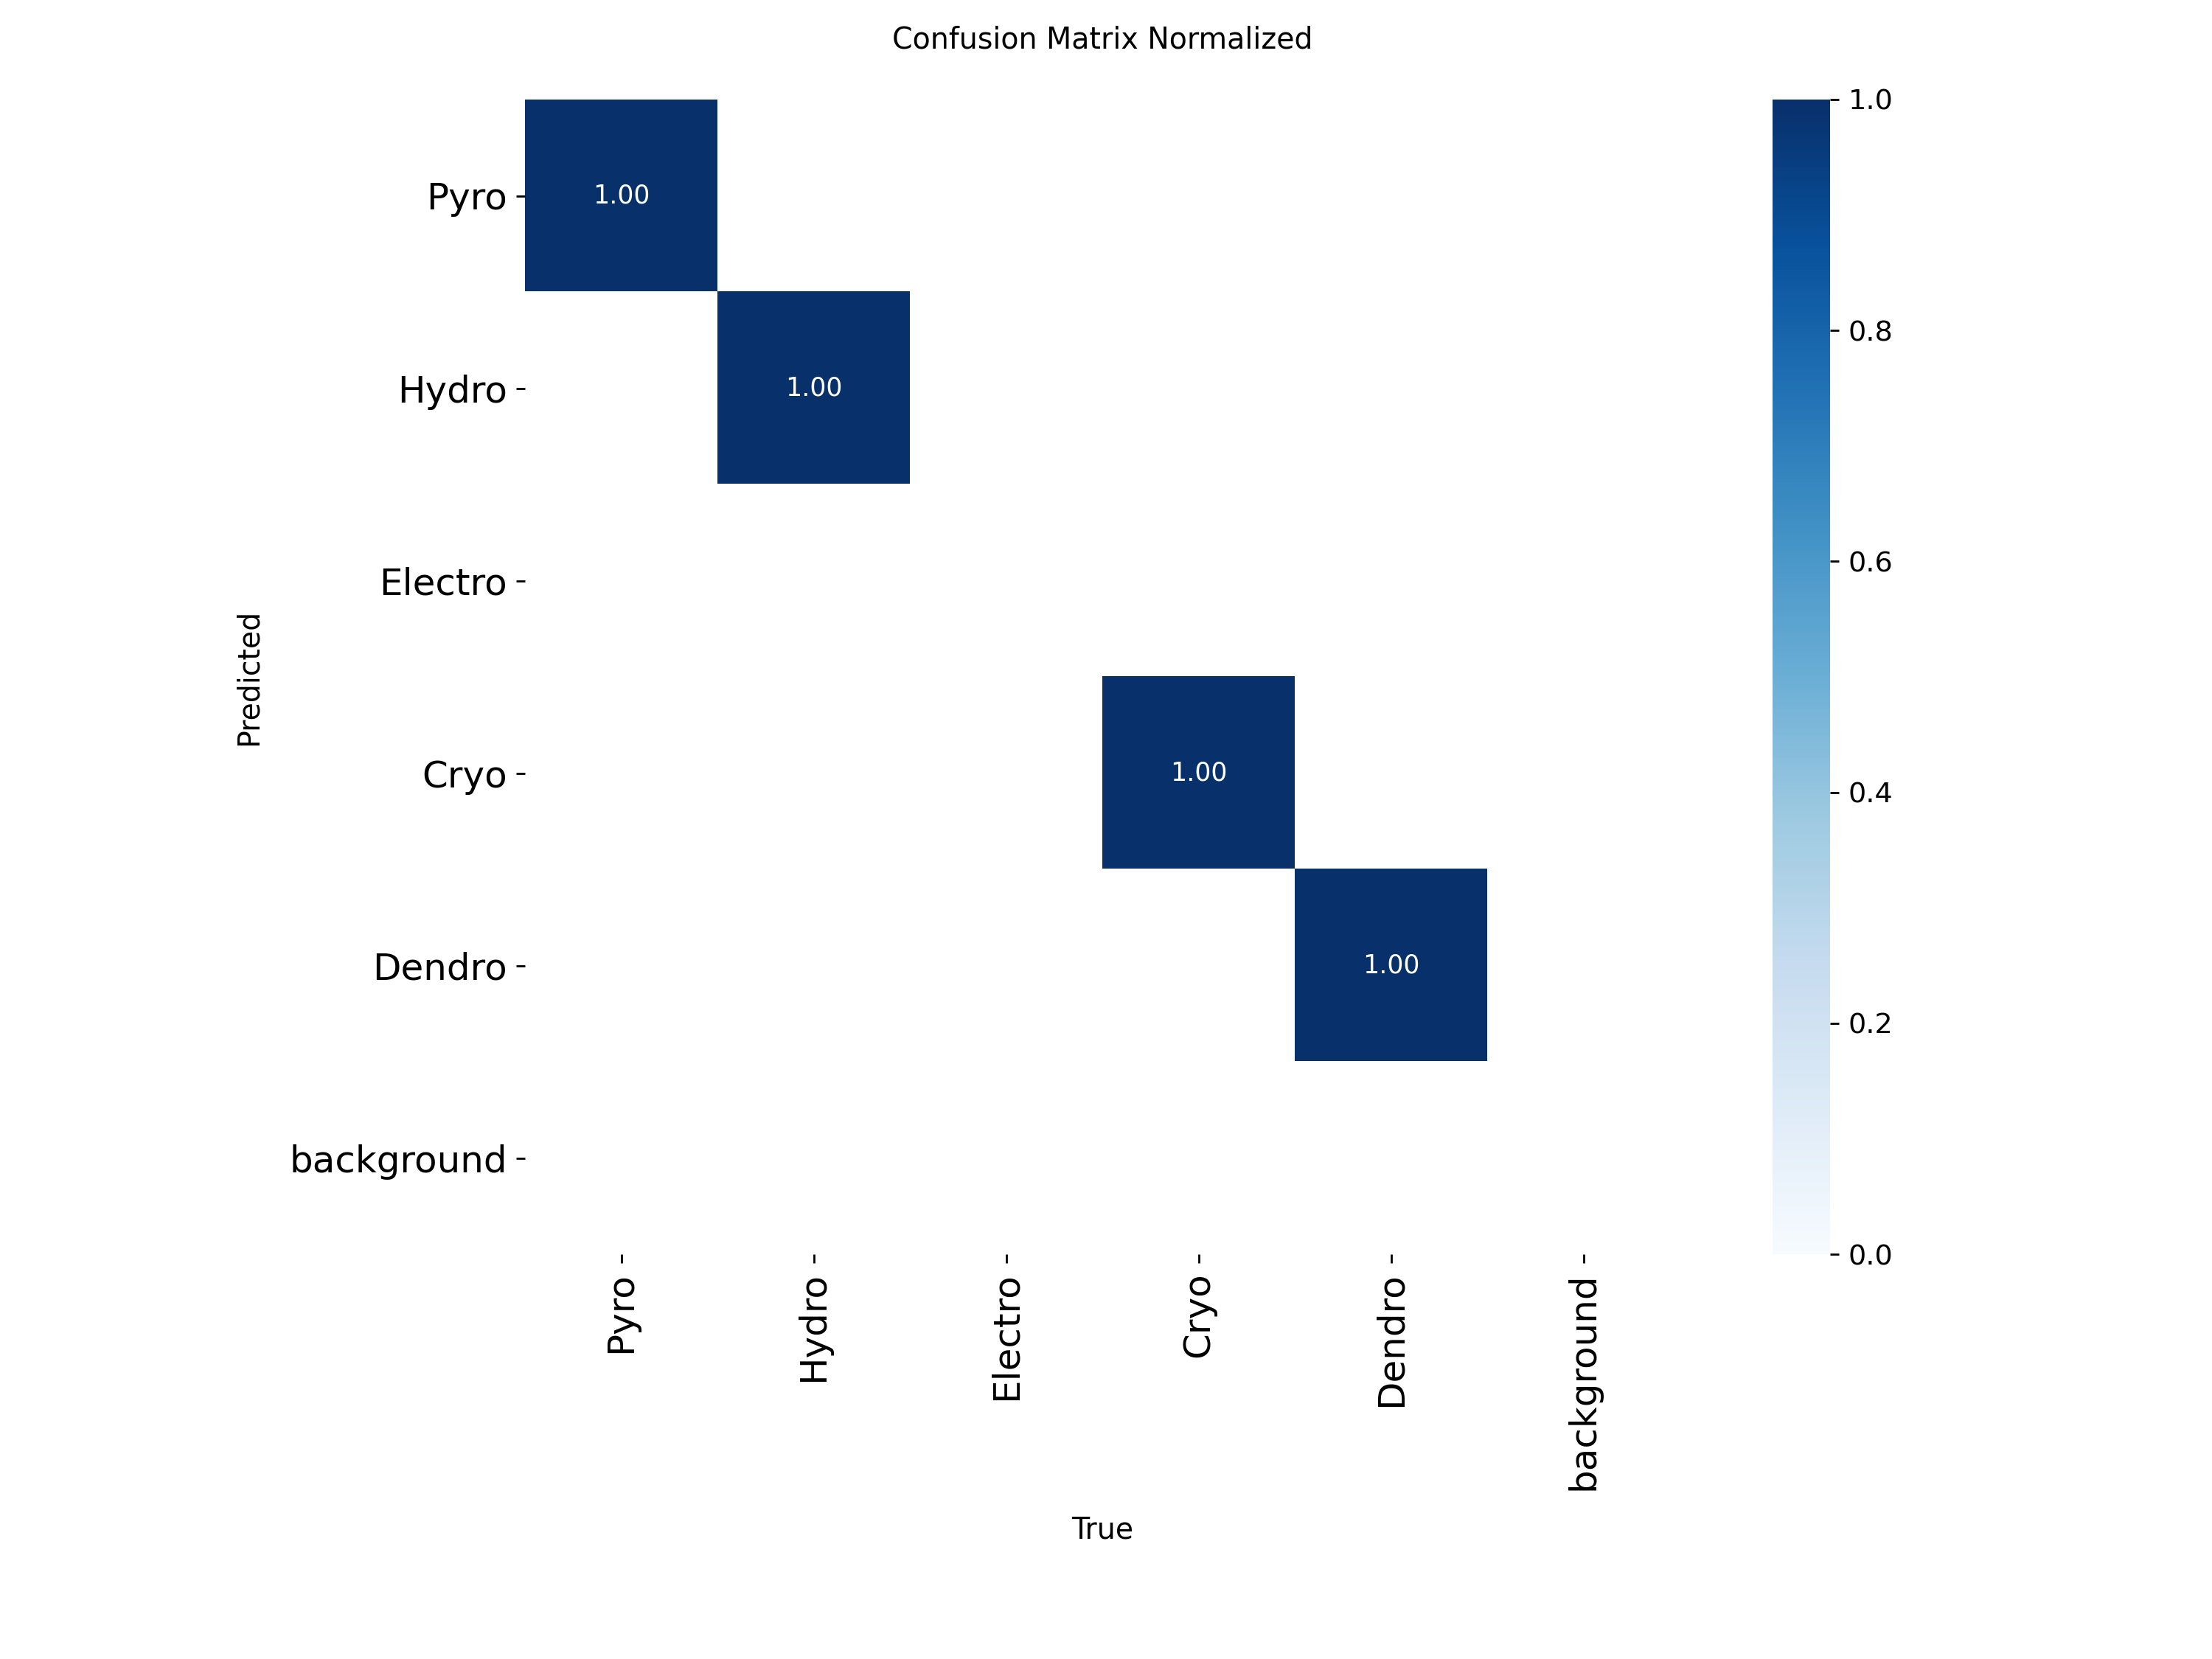 Confusion Matrix Normalized
Predicted
Pyro
1.00
Hydro
1.00
Electro
Cryo
1.00
Dendro
1.00
background
Pyro
Hydro
Electro
Cryo
Dendro
background
True
1.0
0.8
0.6
0.4
0.2
0.0